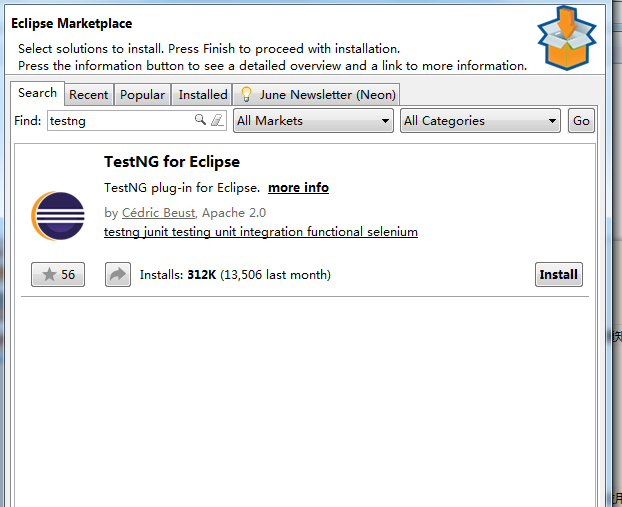 Eclipse Marketplace
Select solutions to install. Press Finish to proceed with installation.
Press the information button to see a detailed overview and a link to more information.
Search Recent Popular Installed June Newsletter (Neon)
Find: testng All Markets All Categories Go
TestNG for Eclipse
TestNG plug-in for Eclipse. more info
by Cédric Beust, Apache 2.0
testng junit testing unit integration functional selenium
56 Installs: 312K (13,506 last month) Install